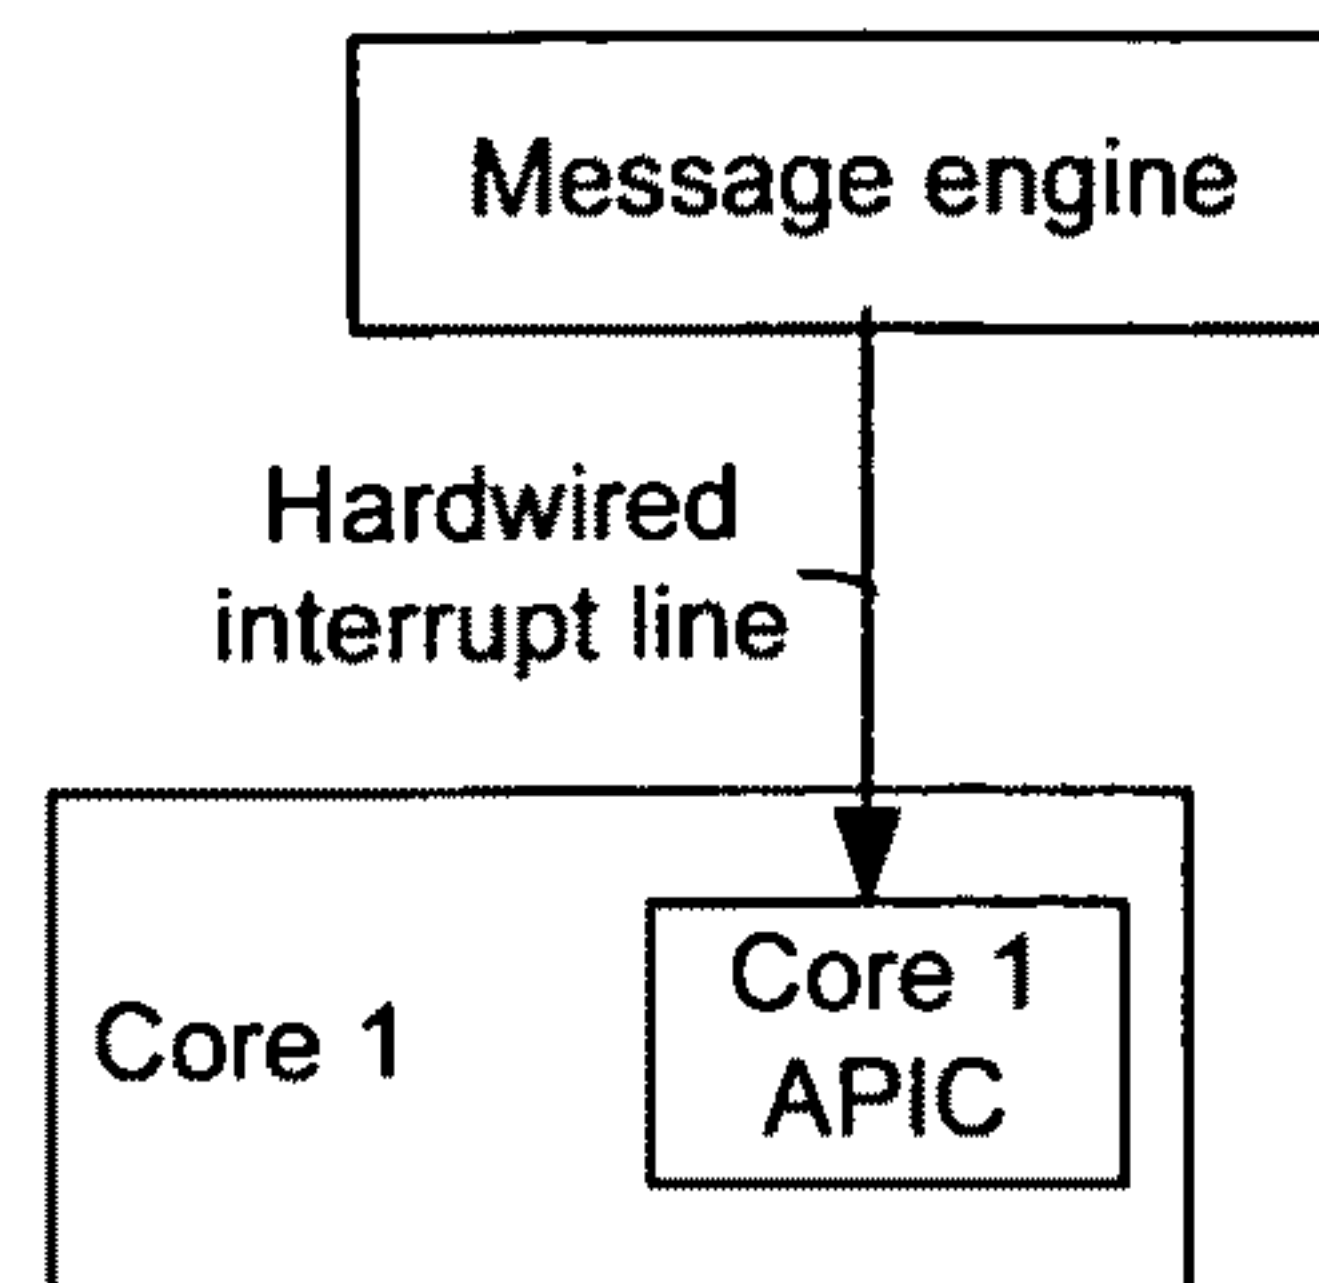 Message engine
Hardwired
interrupt line
Core 1
Core 1
APIC